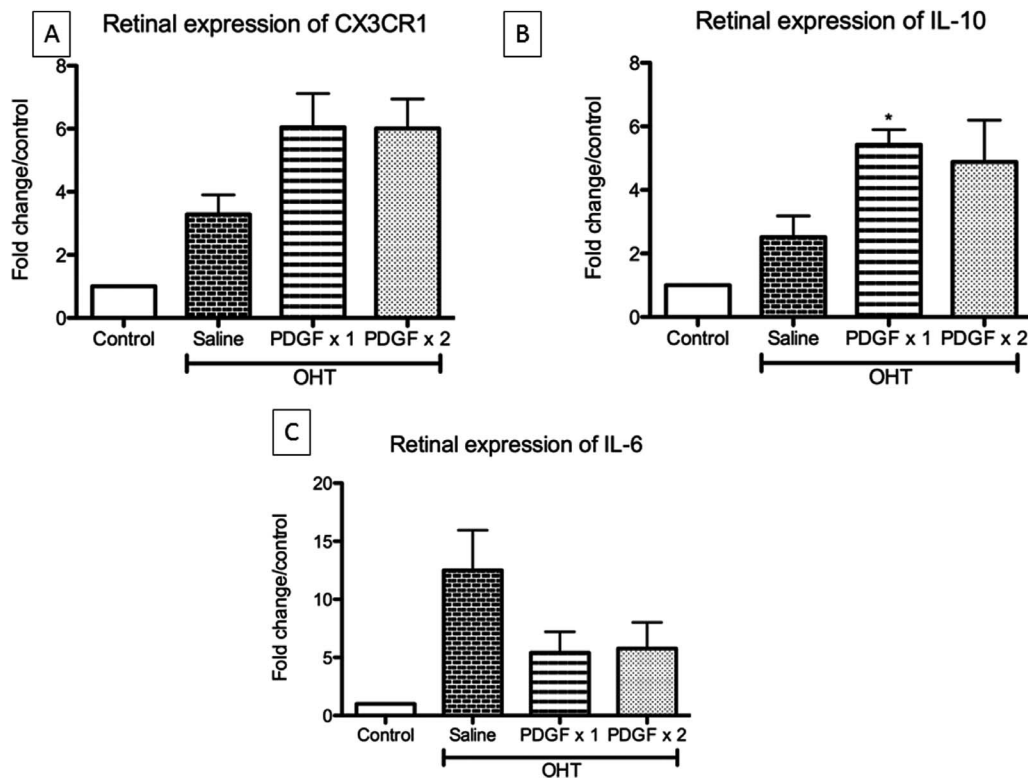 A
Retinal expression of CX3CR1
Fold change/control
8
6
4
2
0
Control Saline PDGF x 1 PDGF x 2
OHT
B
Retinal expression of IL-10
Fold change/control
8
6
4
2
0
*
Control Saline PDGF x 1 PDGF x 2
OHT
C
Retinal expression of IL-6
Fold change/control
20
15
10
5
0
Control Saline PDGF x 1 PDGF x 2
OHT